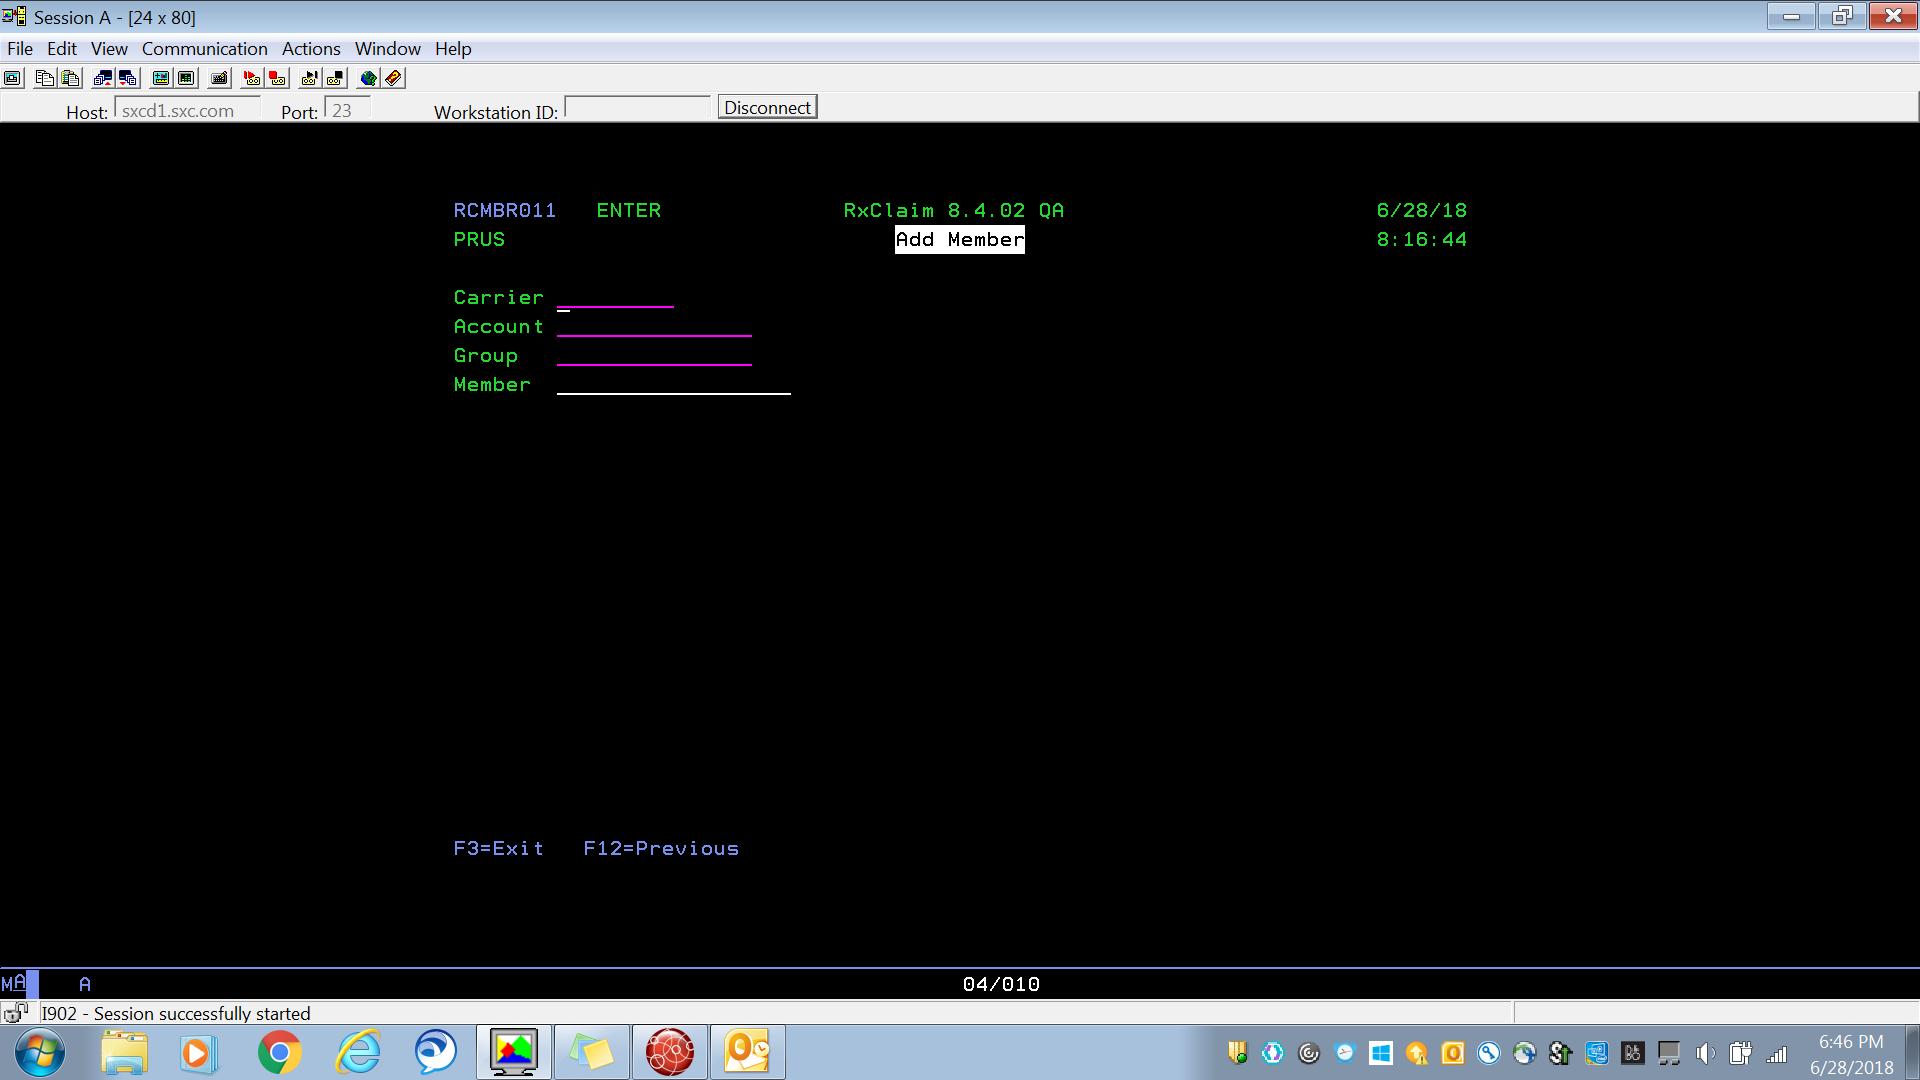 Session A - [24 x 80]
File Edit View Communication Actions Window Help
Host: sxcd1.sxc.com Port: 23 Workstation ID: Disconnect
RCMBR011 ENTER RxClaim 8.4.02 QA 6/28/18
PRUS Add Member 8:16:44
Carrier
Account
Group
Member
F3=Exit F12=Previous
MA A 04/010
I902 - Session successfully started
6:46 PM
6/28/2018